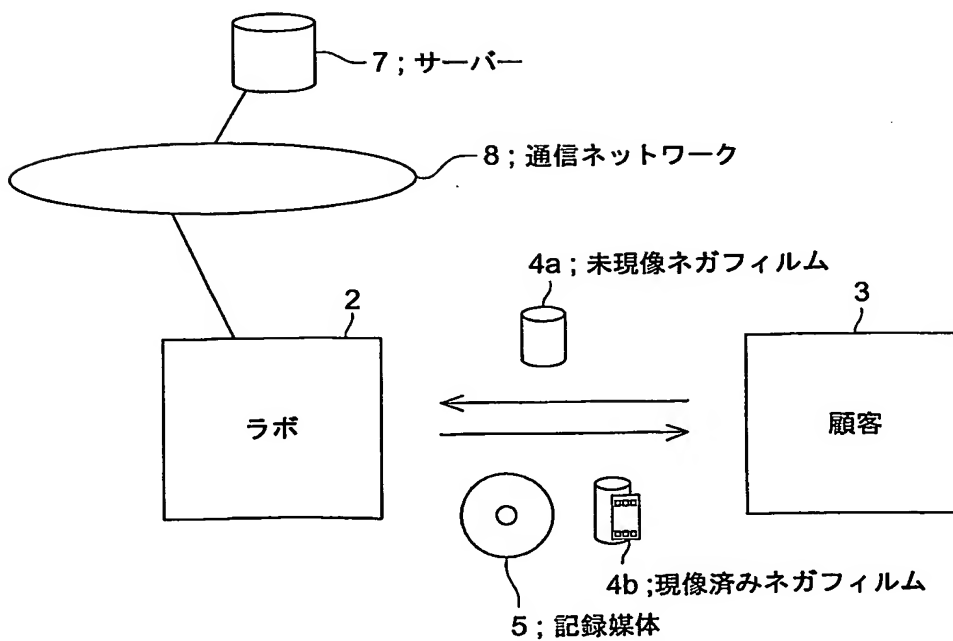 7 ; サーバー
8 ; 通信ネットワーク
4a ; 未現像ネガフィルム
2
3
ラボ
顧客
4b ;現像済みネガフィルム
5 ; 記録媒体